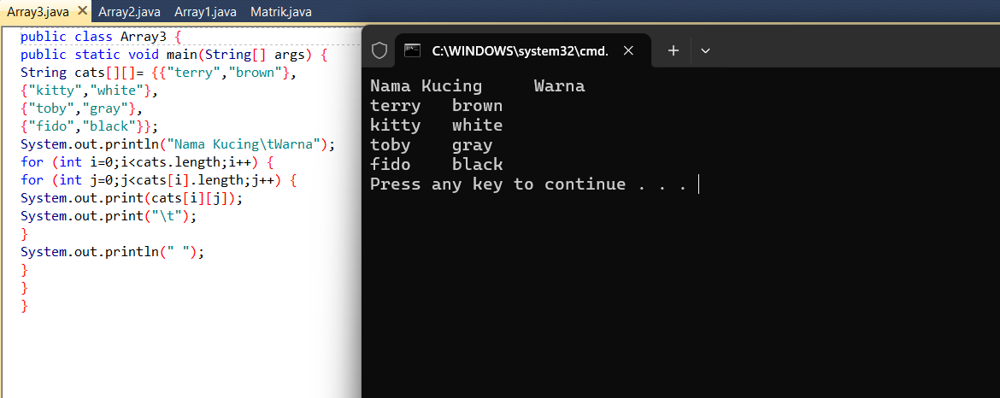 Array3.java Array2.java Array1.java Matrik.java
public class Array3 {
public static void main(String[] args) {
String cats[][]= {{"terry","brown"},
{"kitty","white"},
{"toby","gray"},
{"fido","black"}};
System.out.println("Nama Kucing\tWarna");
for (int i=0;i<cats.length;i++) {
for (int j=0;j<cats[i].length;j++) {
System.out.print(cats[i][j]);
System.out.print("\t");
}
System.out.println(" ");
}
}
}
C:\WINDOWS\system32\cmd.
Nama Kucing     Warna
terry   brown
kitty   white
toby    gray
fido    black
Press any key to continue . . .